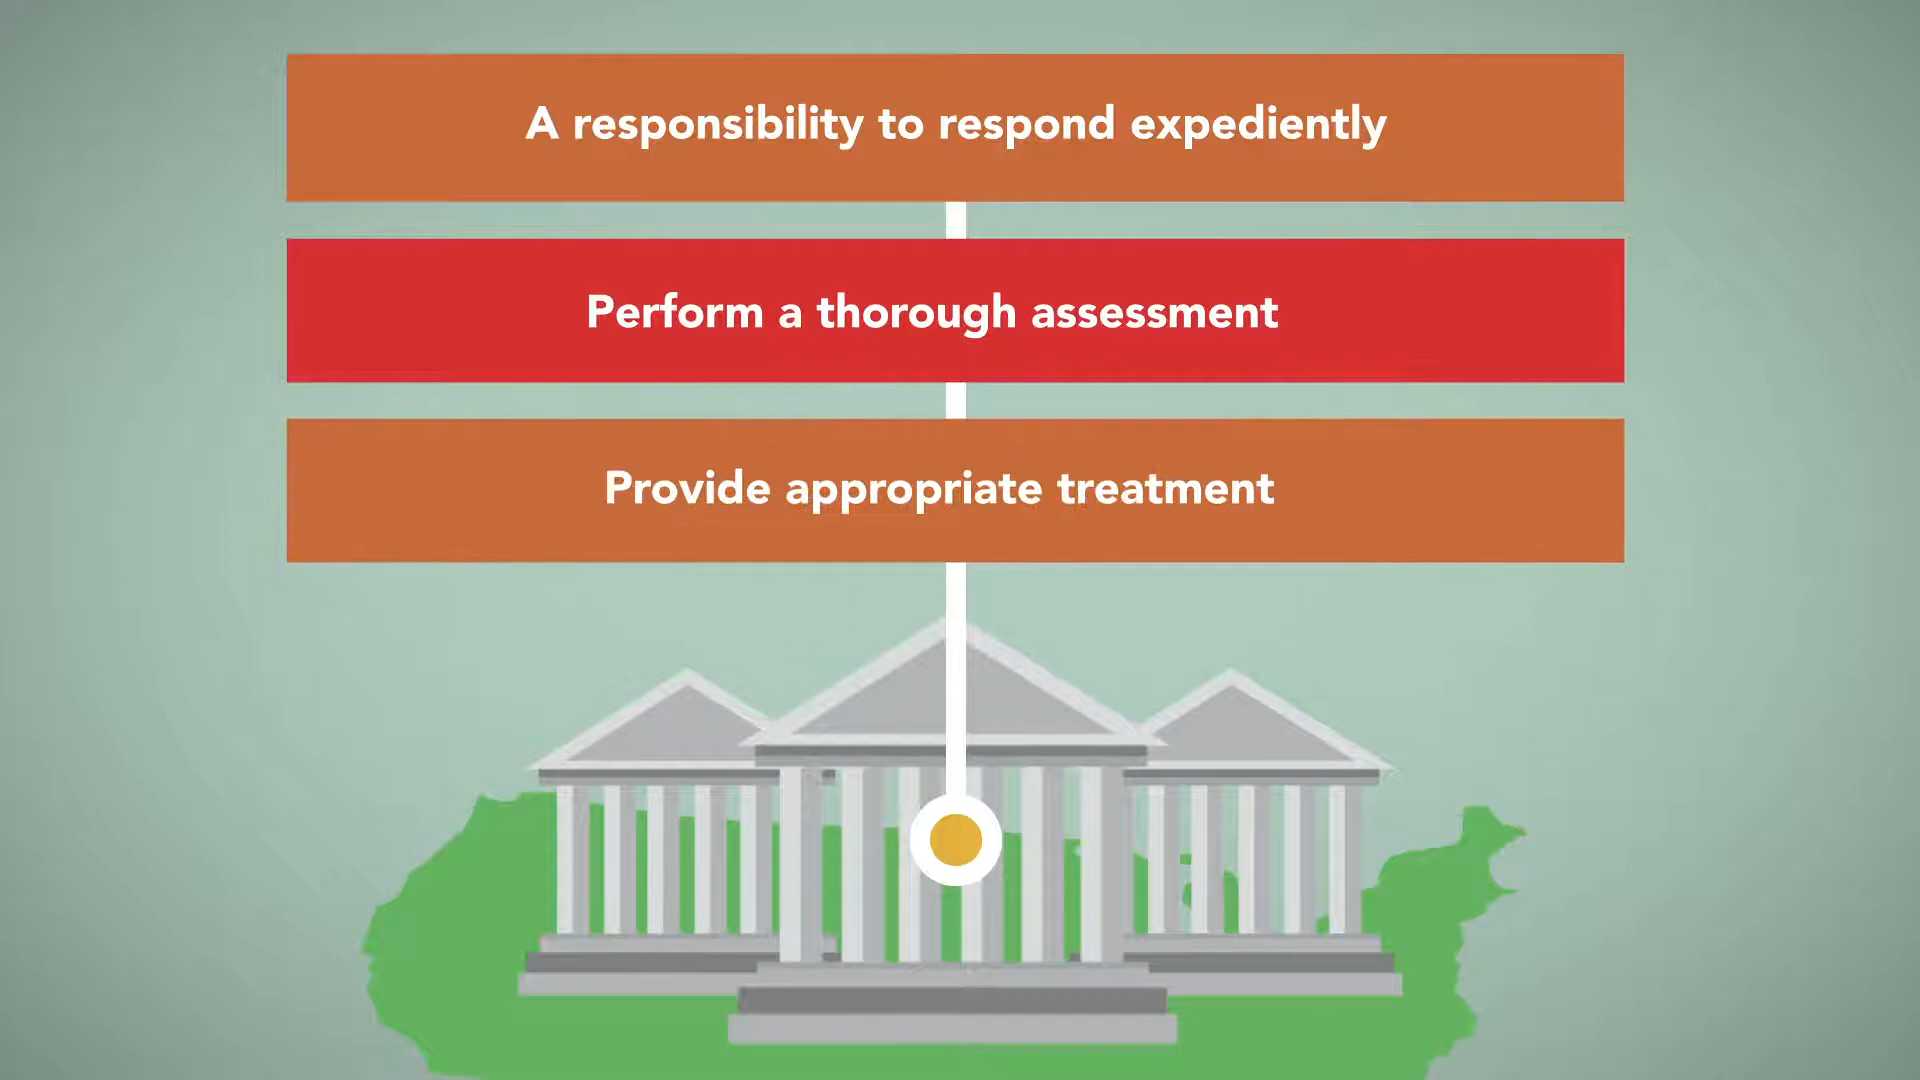 A responsibility to respond expediently
Perform a thorough assessment
Provide appropriate treatment